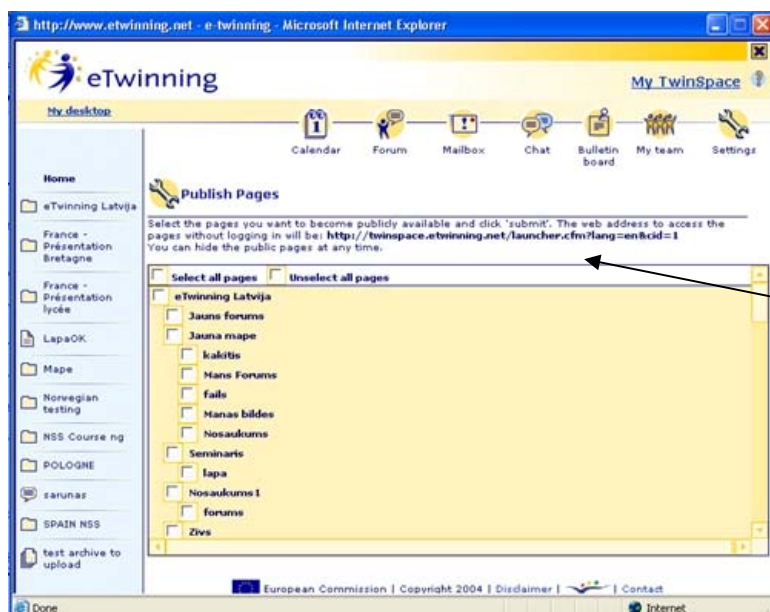 http://www.etwinning.net - e-twinning - Microsoft Internet Explorer
eTwinning
My TwinSpace
My desktop
Calendar
Forum
Mailbox
Chat
Bulletin
board
My team
Settings
Home
eTwinning Latvija
France -
Présentation
Bretagne
France -
Présentation
lycée
LapaOK
Mape
Norwegian
testing
NSS Course ng
POLOGNE
sarunas
SPAIN NSS
test archive to
upload
Publish Pages
Select the pages you want to become publicly available and click 'submit'. The web address to access the
pages without logging in will be: http://twinspace.etwinning.net/launcher.cfm?lang=en&cid=1
You can hide the public pages at any time.
Select all pages Unselect all pages
eTwinning Latvija
Jauns forums
Jauna mape
kakitis
Mans Forums
fails
Manas bildes
Nosaukums
Seminaris
lapa
Nosaukums1
forums
Zivs
European Commission | Copyright 2004 | Disclaimer | | Contact
Done
Internet